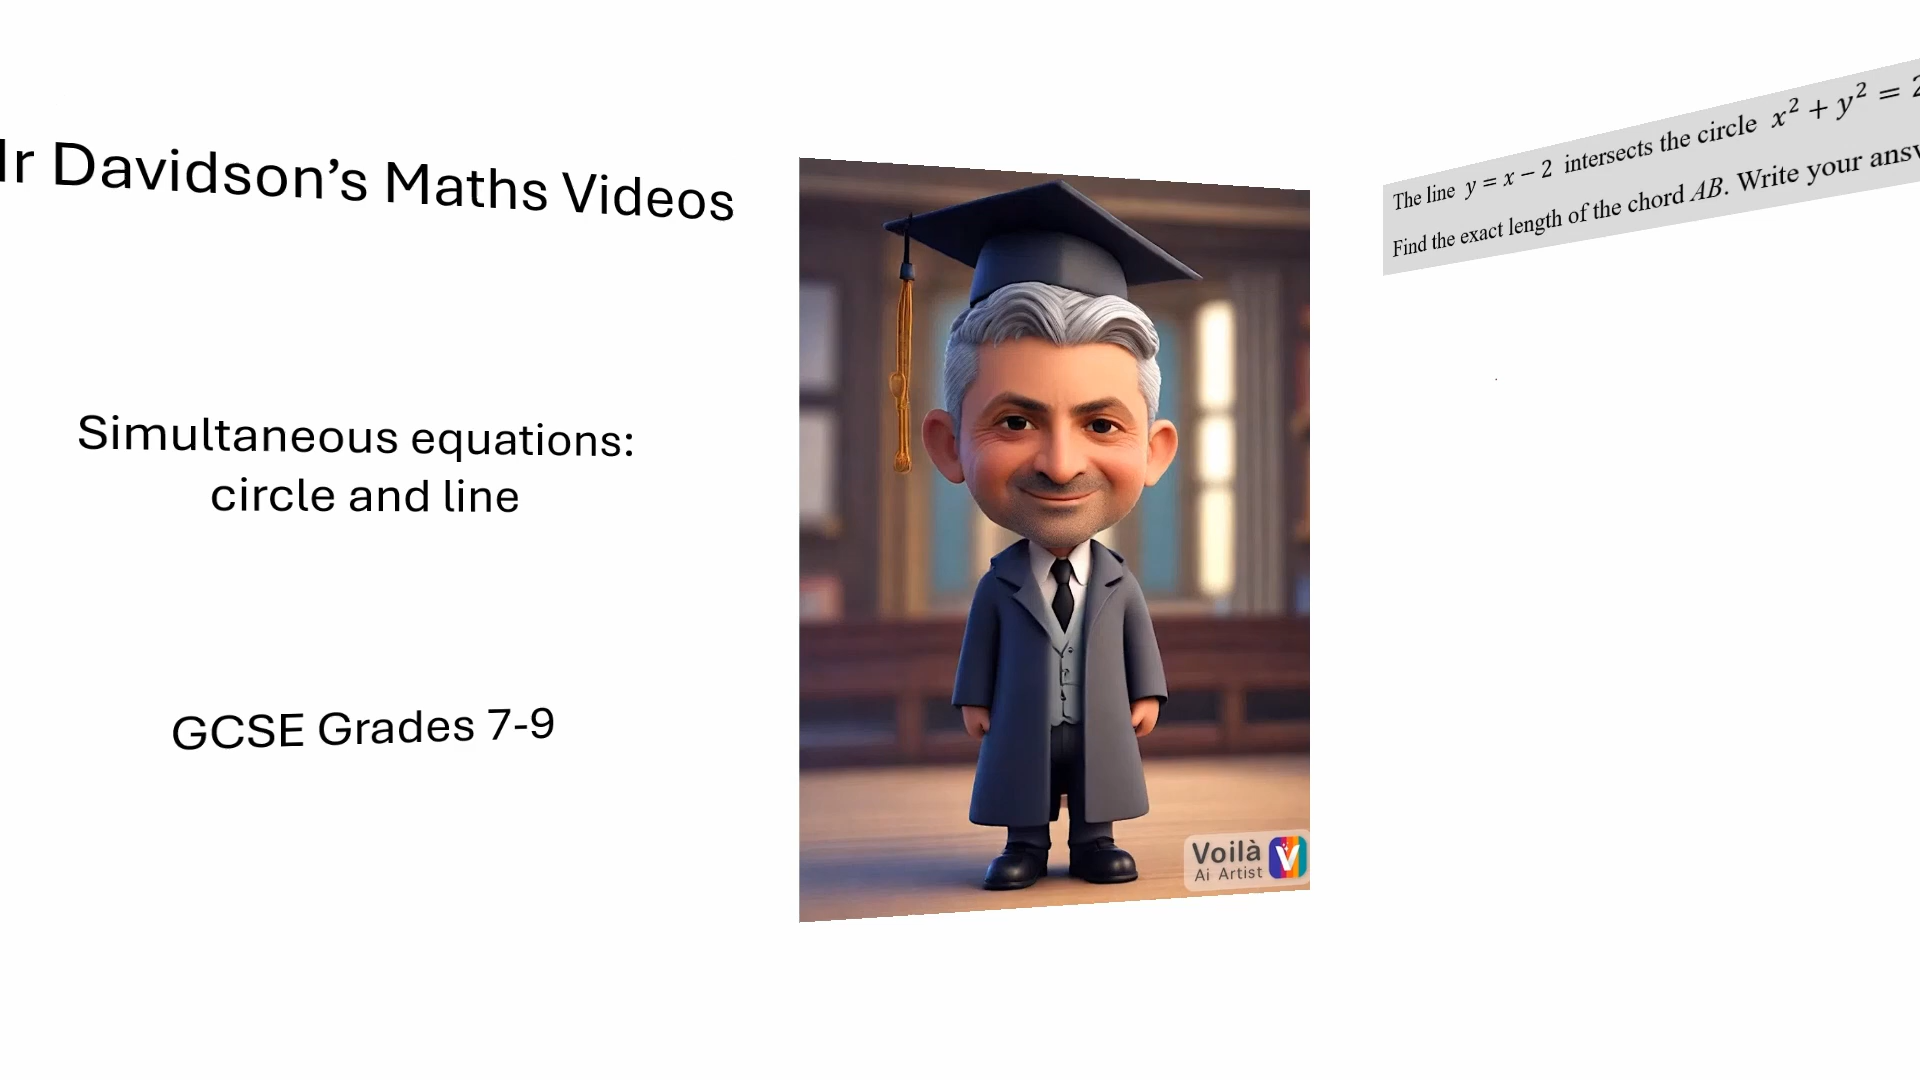 Davidson's Maths Videos
Simultaneous equations:
circle and line
GCSE Grades 7-9
Voilà
Ai Artist
The line y = x − 2 intersects the circle x² + y² =
Find the exact length of the chord AB. Write your